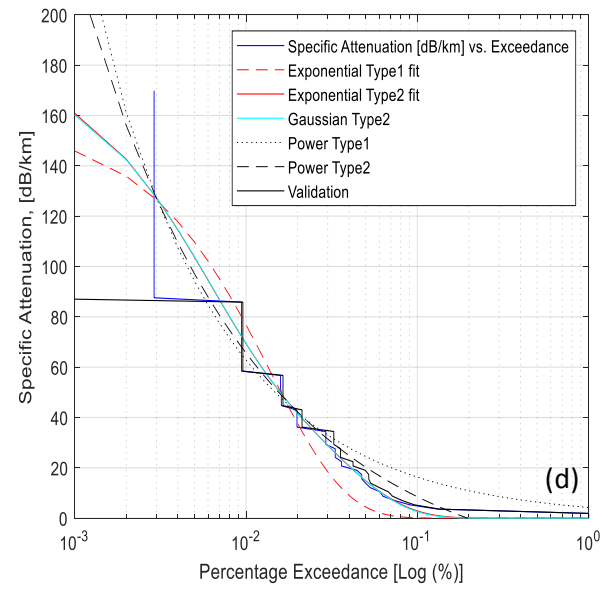 200
180
160
140
120
100
80
60
40
20
0
Specific Attenuation, [dB/km]
Specific Attenuation [dB/km] vs. Exceedance
Exponential Type1 fit
Exponential Type2 fit
Gaussian Type2
Power Type1
Power Type2
Validation
(d)
10⁻³ 10⁻² 10⁻¹ 10⁰
Percentage Exceedance [Log (%)]